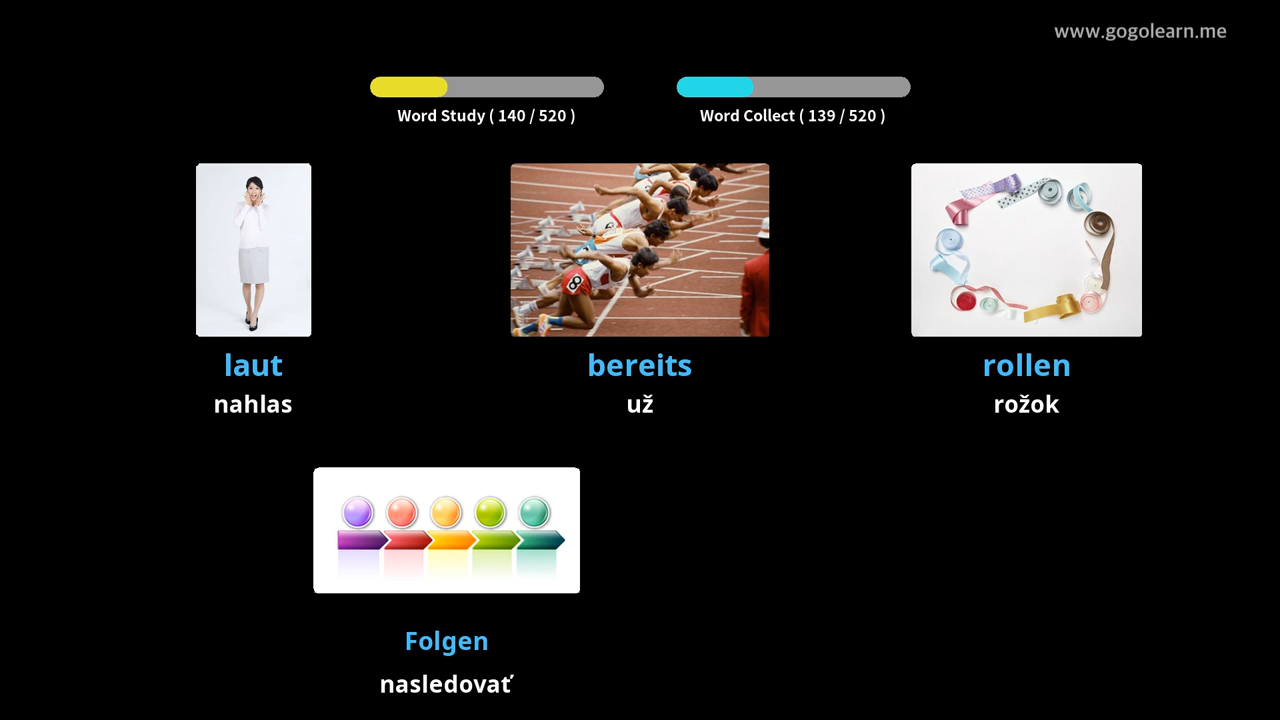 www.gogolearn.me
Word Study ( 140 / 520 )
Word Collect ( 139 / 520 )
laut
nahlas
bereits
už
rollen
rožok
Folgen
nasledovať